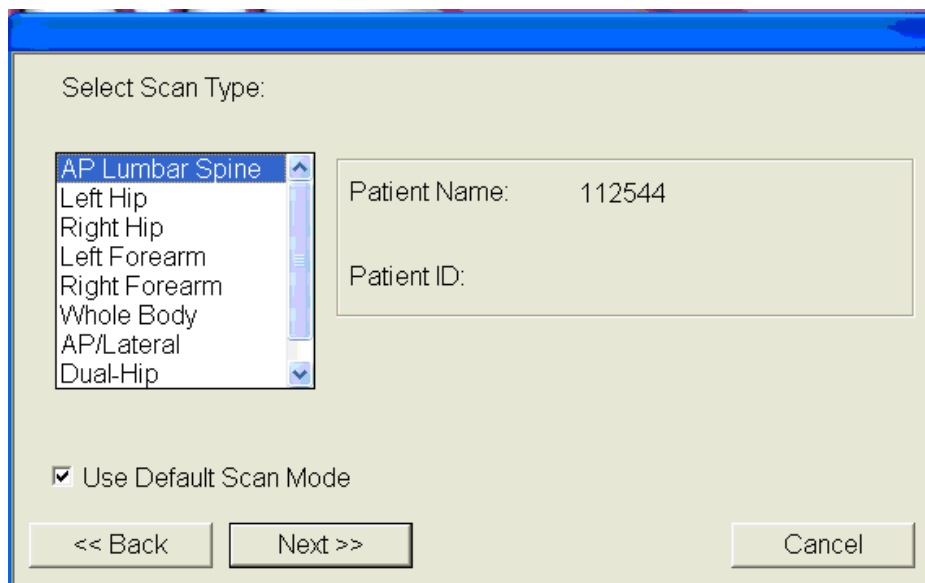 Select Scan Type:
AP Lumbar Spine
Left Hip
Right Hip
Left Forearm
Right Forearm
Whole Body
AP/Lateral
Dual-Hip
Patient Name: 112544
Patient ID:
Use Default Scan Mode
<< Back
Next >>
Cancel